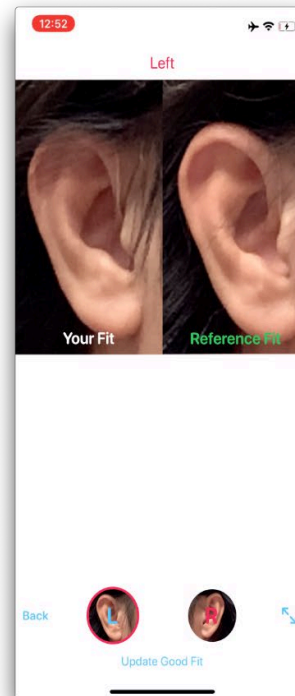 12:52
Left
Your Fit
Reference Fit
Back
L
R
Update Good Fit